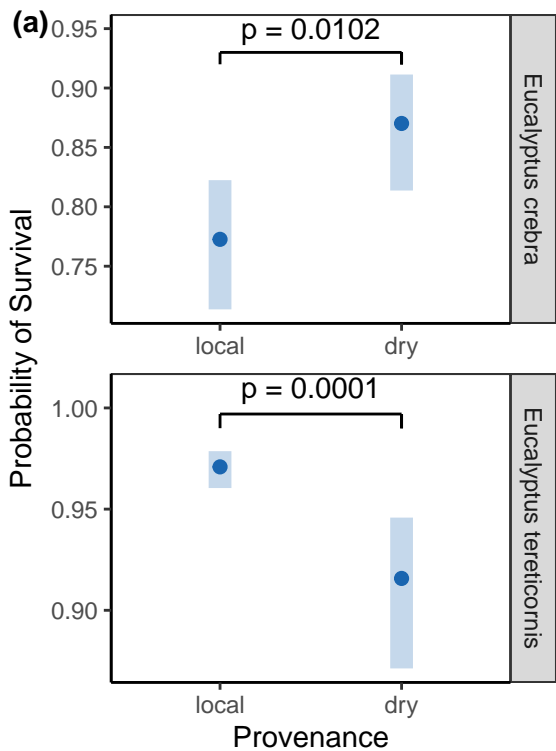 (a)
Probability of Survival
0.95
0.90
0.85
0.80
0.75
p = 0.0102
local dry
Eucalyptus crebra
1.00
0.95
0.90
p = 0.0001
local dry
Eucalyptus tereticornis
Provenance